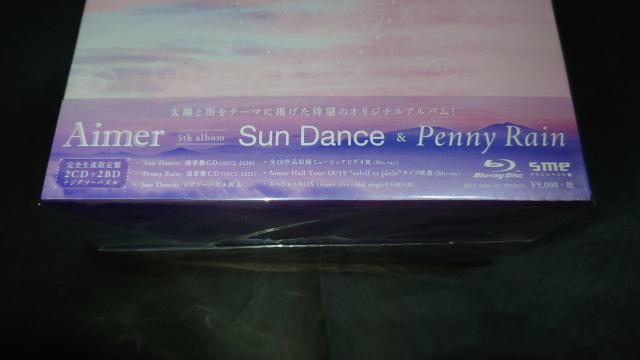 太陽と雨をテーマに掲げた待望のオリジナルアルバム!
Aimer 5th album Sun Dance & Penny Rain
完全生産限定盤
2CD+2BD
+ジグソーパズル
・"Sun Dance" 通常盤CD (SECL 2420)
・"Penny Rain" 通常盤CD (SECL 2421)
・"Sun Dance" ジグソーパズル封入
・全10作品収録ミュージックビデオ集 (Blu-ray)
・Aimer Hall Tour 18/19 "soleil et pluie" ライブ映像 (Blu-ray)
・スペシャルBOX
Blu-ray Disc
sme
STEREO
¥9,000+税